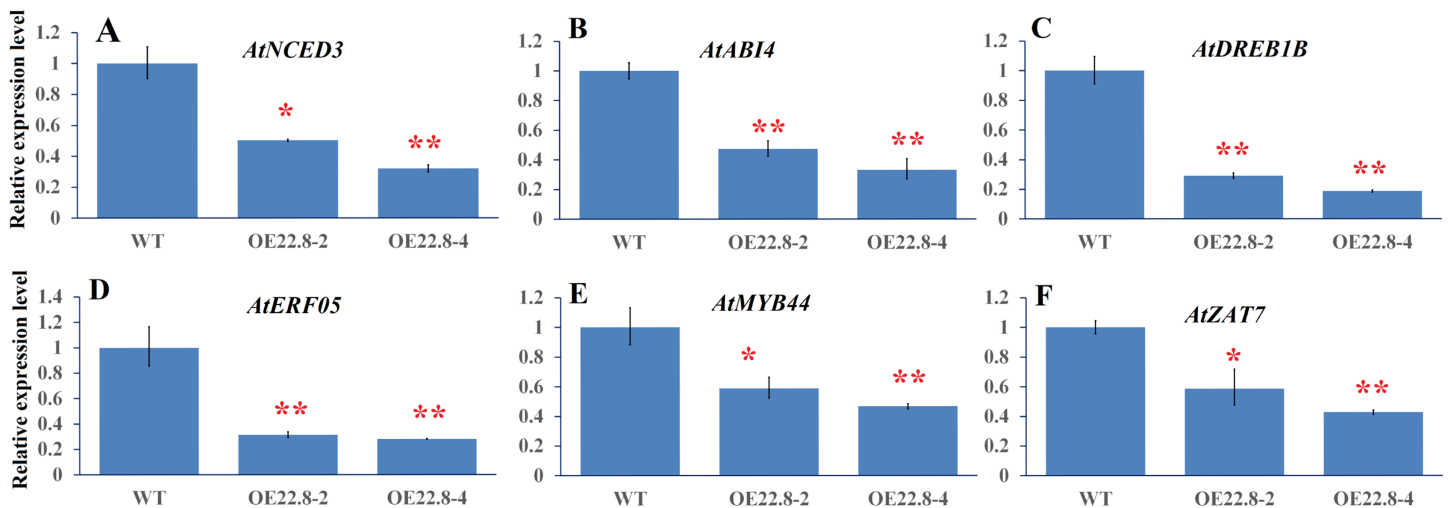 A
AtNCED3
Relative expression level
1.2
1
0.8
0.6
0.4
0.2
0
*
**
WT
OE22.8-2
OE22.8-4
B
AtABI4
1.2
1
0.8
0.6
0.4
0.2
0
**
**
WT
OE22.8-2
OE22.8-4
C
AtDREB1B
1.2
1
0.8
0.6
0.4
0.2
0
**
**
WT
OE22.8-2
OE22.8-4
D
AtERF05
Relative expression level
1.4
1.2
1
0.8
0.6
0.4
0.2
0
**
**
WT
OE22.8-2
OE22.8-4
E
AtMYB44
1.2
1
0.8
0.6
0.4
0.2
0
*
**
WT
OE22.8-2
OE22.8-4
F
AtZAT7
1.2
1
0.8
0.6
0.4
0.2
0
*
**
WT
OE22.8-2
OE22.8-4